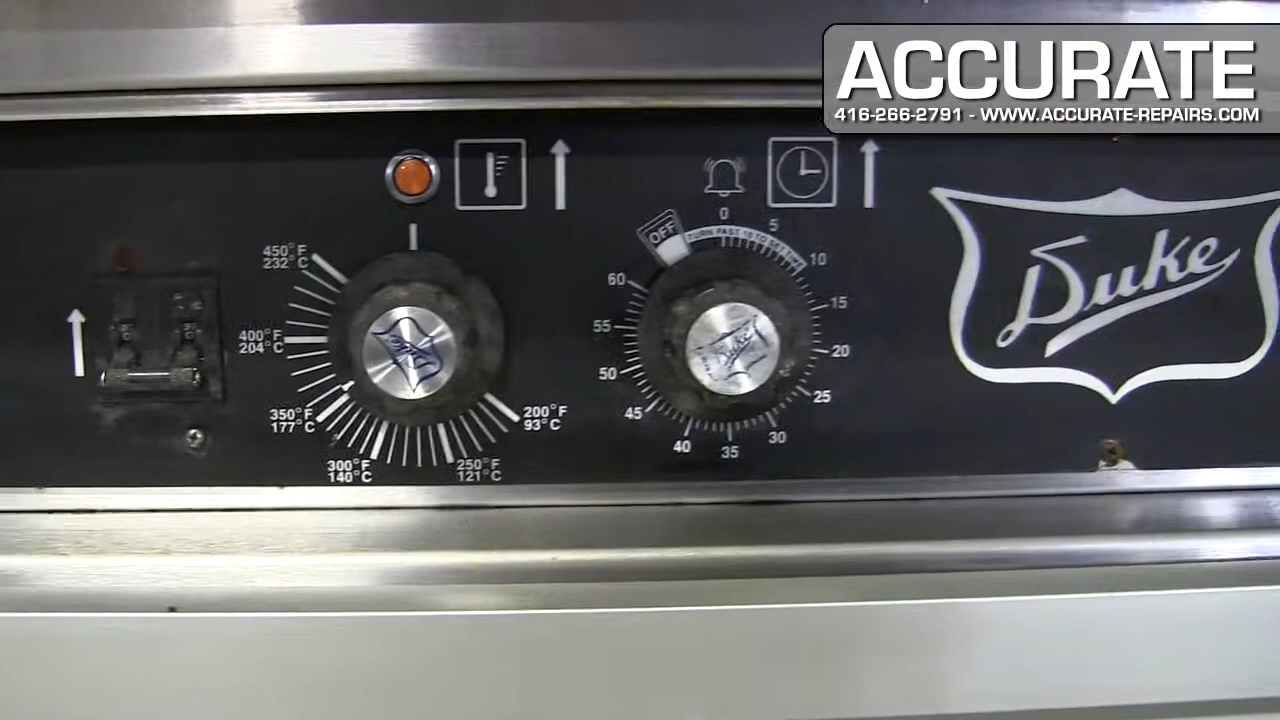 ACCURATE
416-266-2791 - WWW.ACCURATE-REPAIRS.COM
450°F
232°C
400°F
204°C
350°F
177°C
300°F
140°C
250°F
121°C
200°F
93°C
Duke
OFF
TURN PAST 10 TO SET
0
5
10
15
20
25
30
35
40
45
50
55
60
Duke
Duke